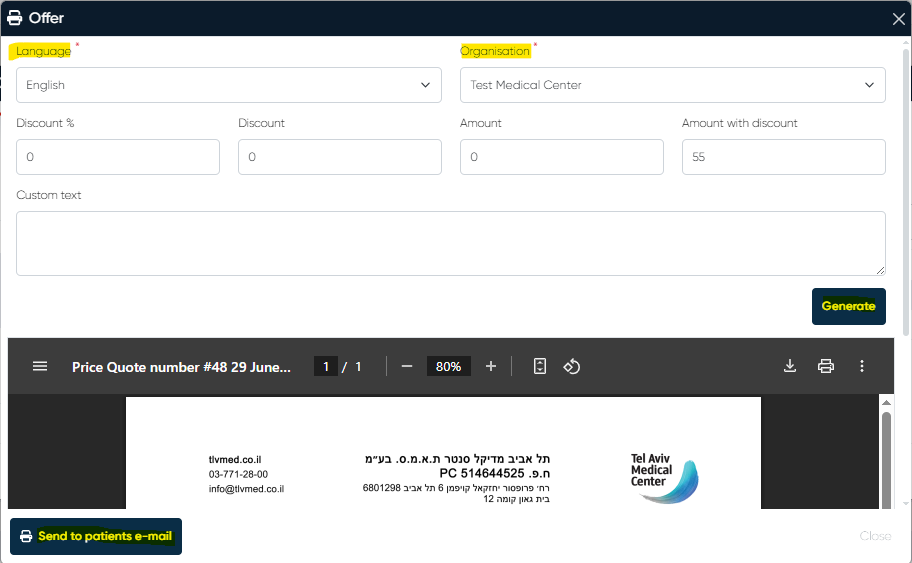 Offer
Language *
Organisation *
English
Test Medical Center
Discount %
Discount
Amount
Amount with discount
0
0
0
55
Custom text
Generate
Price Quote number #48 29 June...
1 / 1
80%
tlvmed.co.il
03-771-28-00
info@tlvmed.co.il
תל אביב מדיקל סנטר ת.א.מ.ס. בע״מ
ח.פ. PC 514644525
רח׳ פרופסור יחזקאל קויפמן 6 תל אביב 6801298
בית גאון קומה 12
Tel Aviv
Medical
Center
Send to patients e-mail
Close